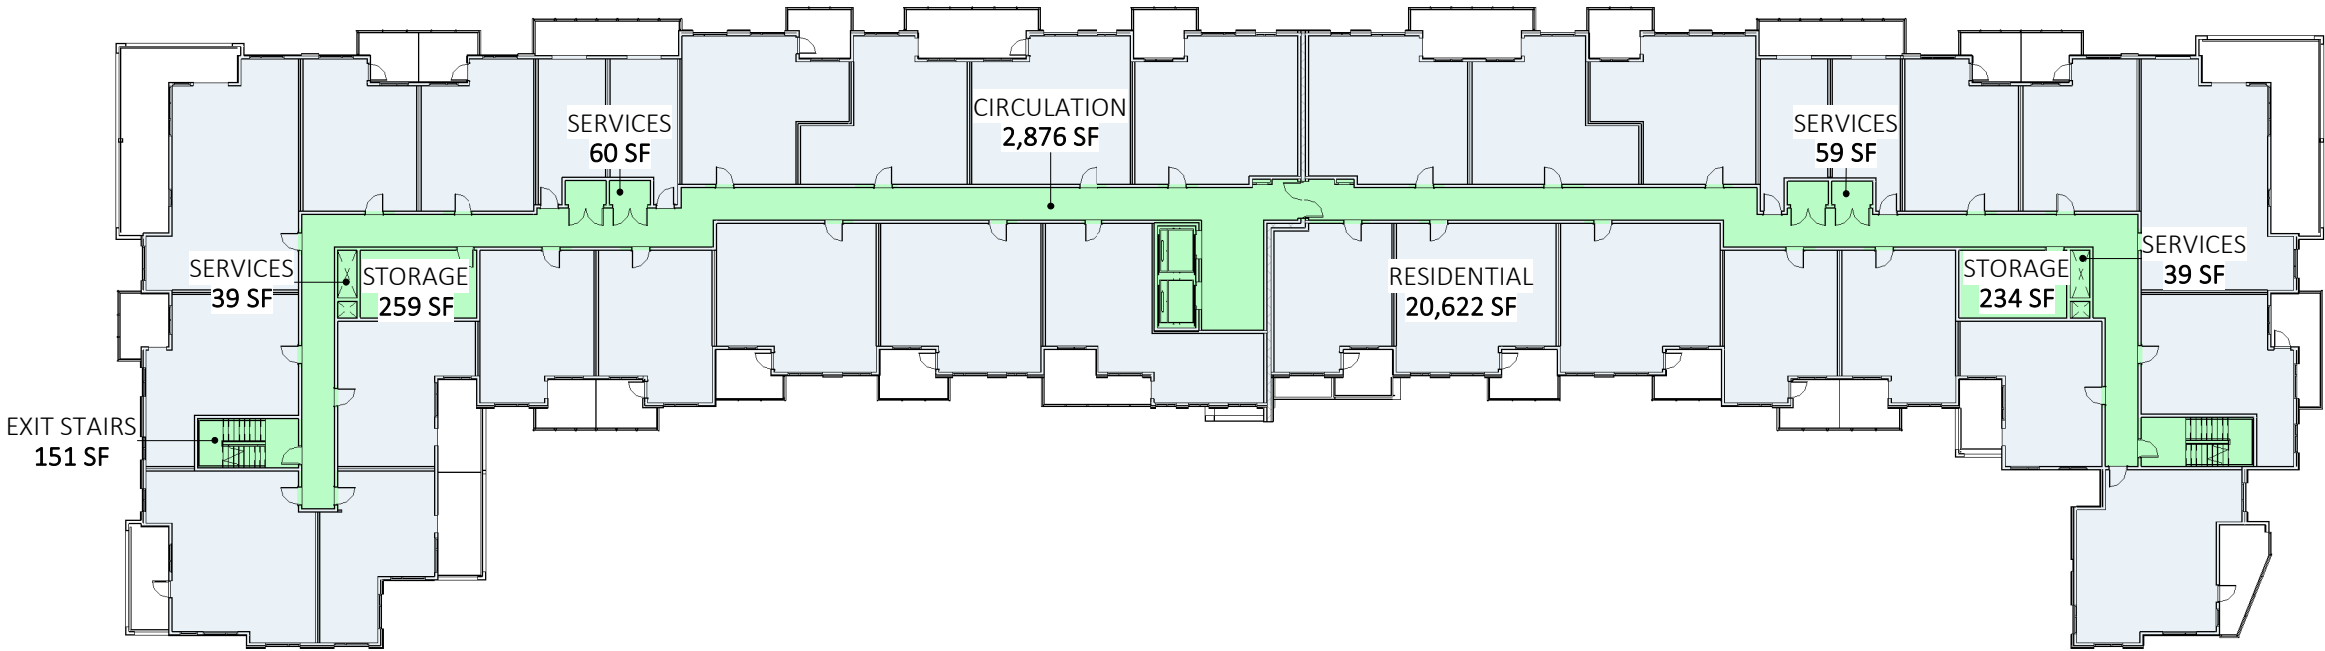 CIRCULATION
2,876 SF
SERVICES
60 SF
SERVICES
59 SF
SERVICES
39 SF
STORAGE
259 SF
RESIDENTIAL
20,622 SF
STORAGE
234 SF
SERVICES
39 SF
EXIT STAIRS
151 SF